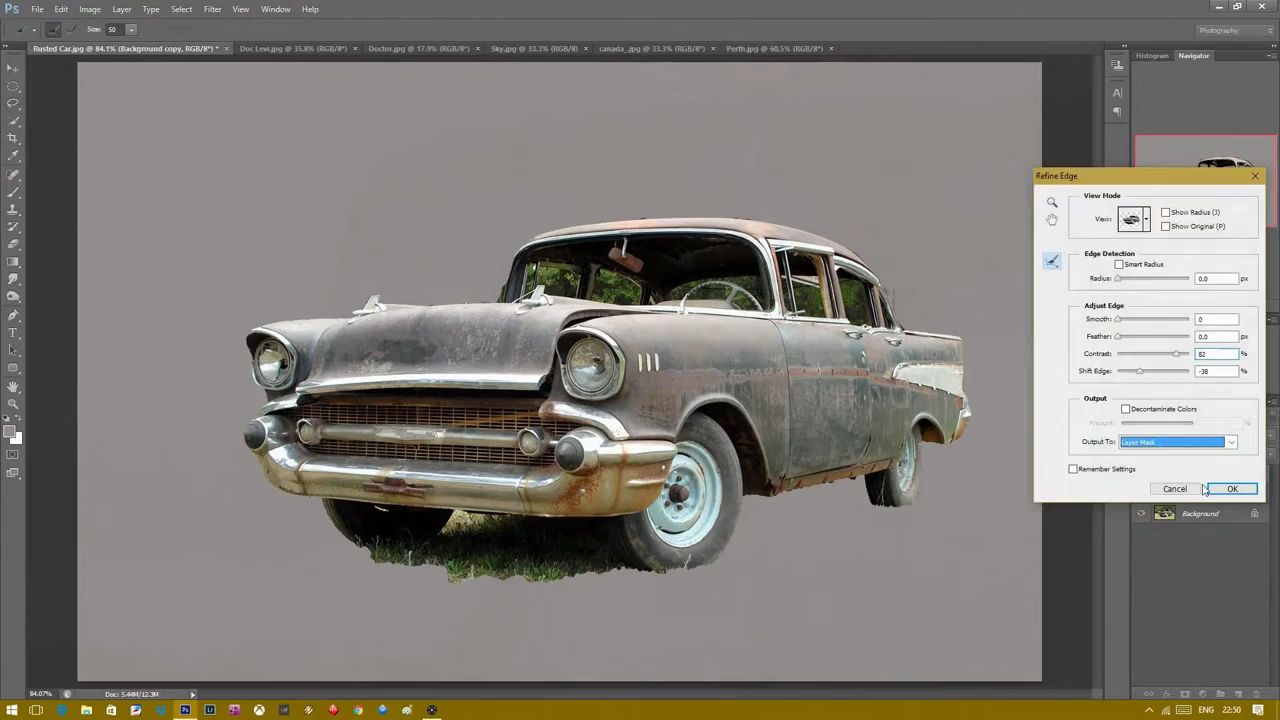 Ps File Edit Image Layer Type Select Filter View Window Help
Size: 50
Photography
Rusted Car.jpg @ 84.1% (Background copy, RGB/8*) * × Doc Levi.jpg @ 35.8% (RGB/8*) × Doctor.jpg @ 17.9% (RGB/8*) × Sky.jpg @ 33.3% (RGB/8) × canada_.jpg @ 33.3% (RGB/8*) × Perth.jpg @ 60.5% (RGB/8*) ×
Histogram Navigator
Refine Edge
View Mode
View:
Show Radius (J)
Show Original (P)
Edge Detection
Smart Radius
Radius: 0.0 px
Adjust Edge
Smooth: 0
Feather: 0.0 px
Contrast: 82 %
Shift Edge: -38 %
Output
Decontaminate Colors
Amount: %
Output To: Layer Mask
Remember Settings
Cancel OK
Background
84.07% Doc: 5.44M/12.3M
Ps Lr ENG 22:50